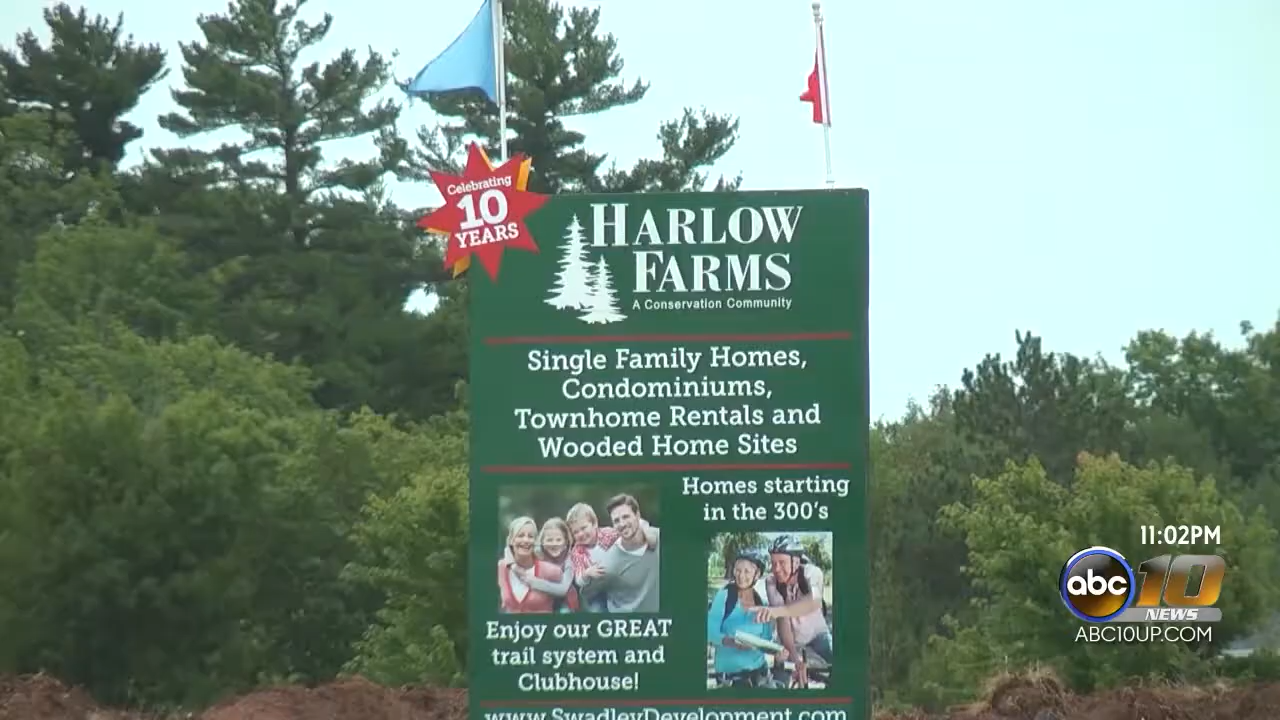 Celebrating
10
YEARS
HARLOW
FARMS
A Conservation Community
Single Family Homes,
Condominiums,
Townhome Rentals and
Wooded Home Sites
Homes starting
in the 300's
Enjoy our GREAT
trail system and
Clubhouse!
www.SwadleyDevelopment.com
11:02PM
abc 10
NEWS
ABC10UP.COM